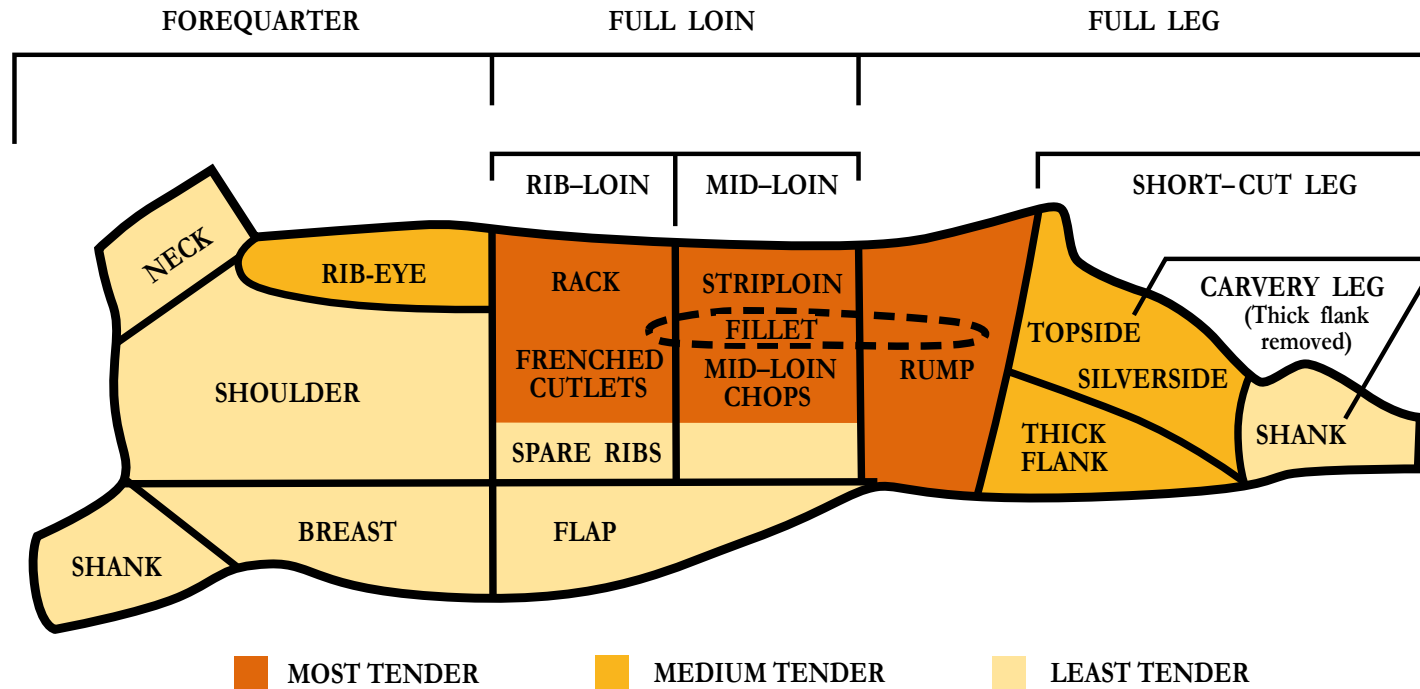 FOREQUARTER
FULL LOIN
FULL LEG
RIB–LOIN
MID–LOIN
SHORT–CUT LEG
NECK
RIB-EYE
RACK
STRIPLOIN
CARVERY LEG
(Thick flank
removed)
FILLET
TOPSIDE
SHOULDER
FRENCHED
CUTLETS
MID–LOIN
CHOPS
RUMP
SILVERSIDE
THICK
FLANK
SHANK
SPARE RIBS
BREAST
FLAP
SHANK
MOST TENDER
MEDIUM TENDER
LEAST TENDER